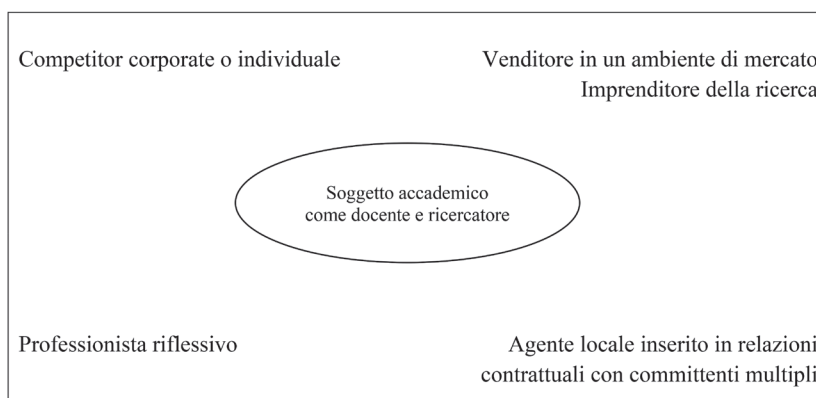 Competitor corporate o individuale
Venditore in un ambiente di mercato
Imprenditore della ricerca
Soggetto accademico
come docente e ricercatore
Professionista riflessivo
Agente locale inserito in relazioni
contrattuali con committenti multipli